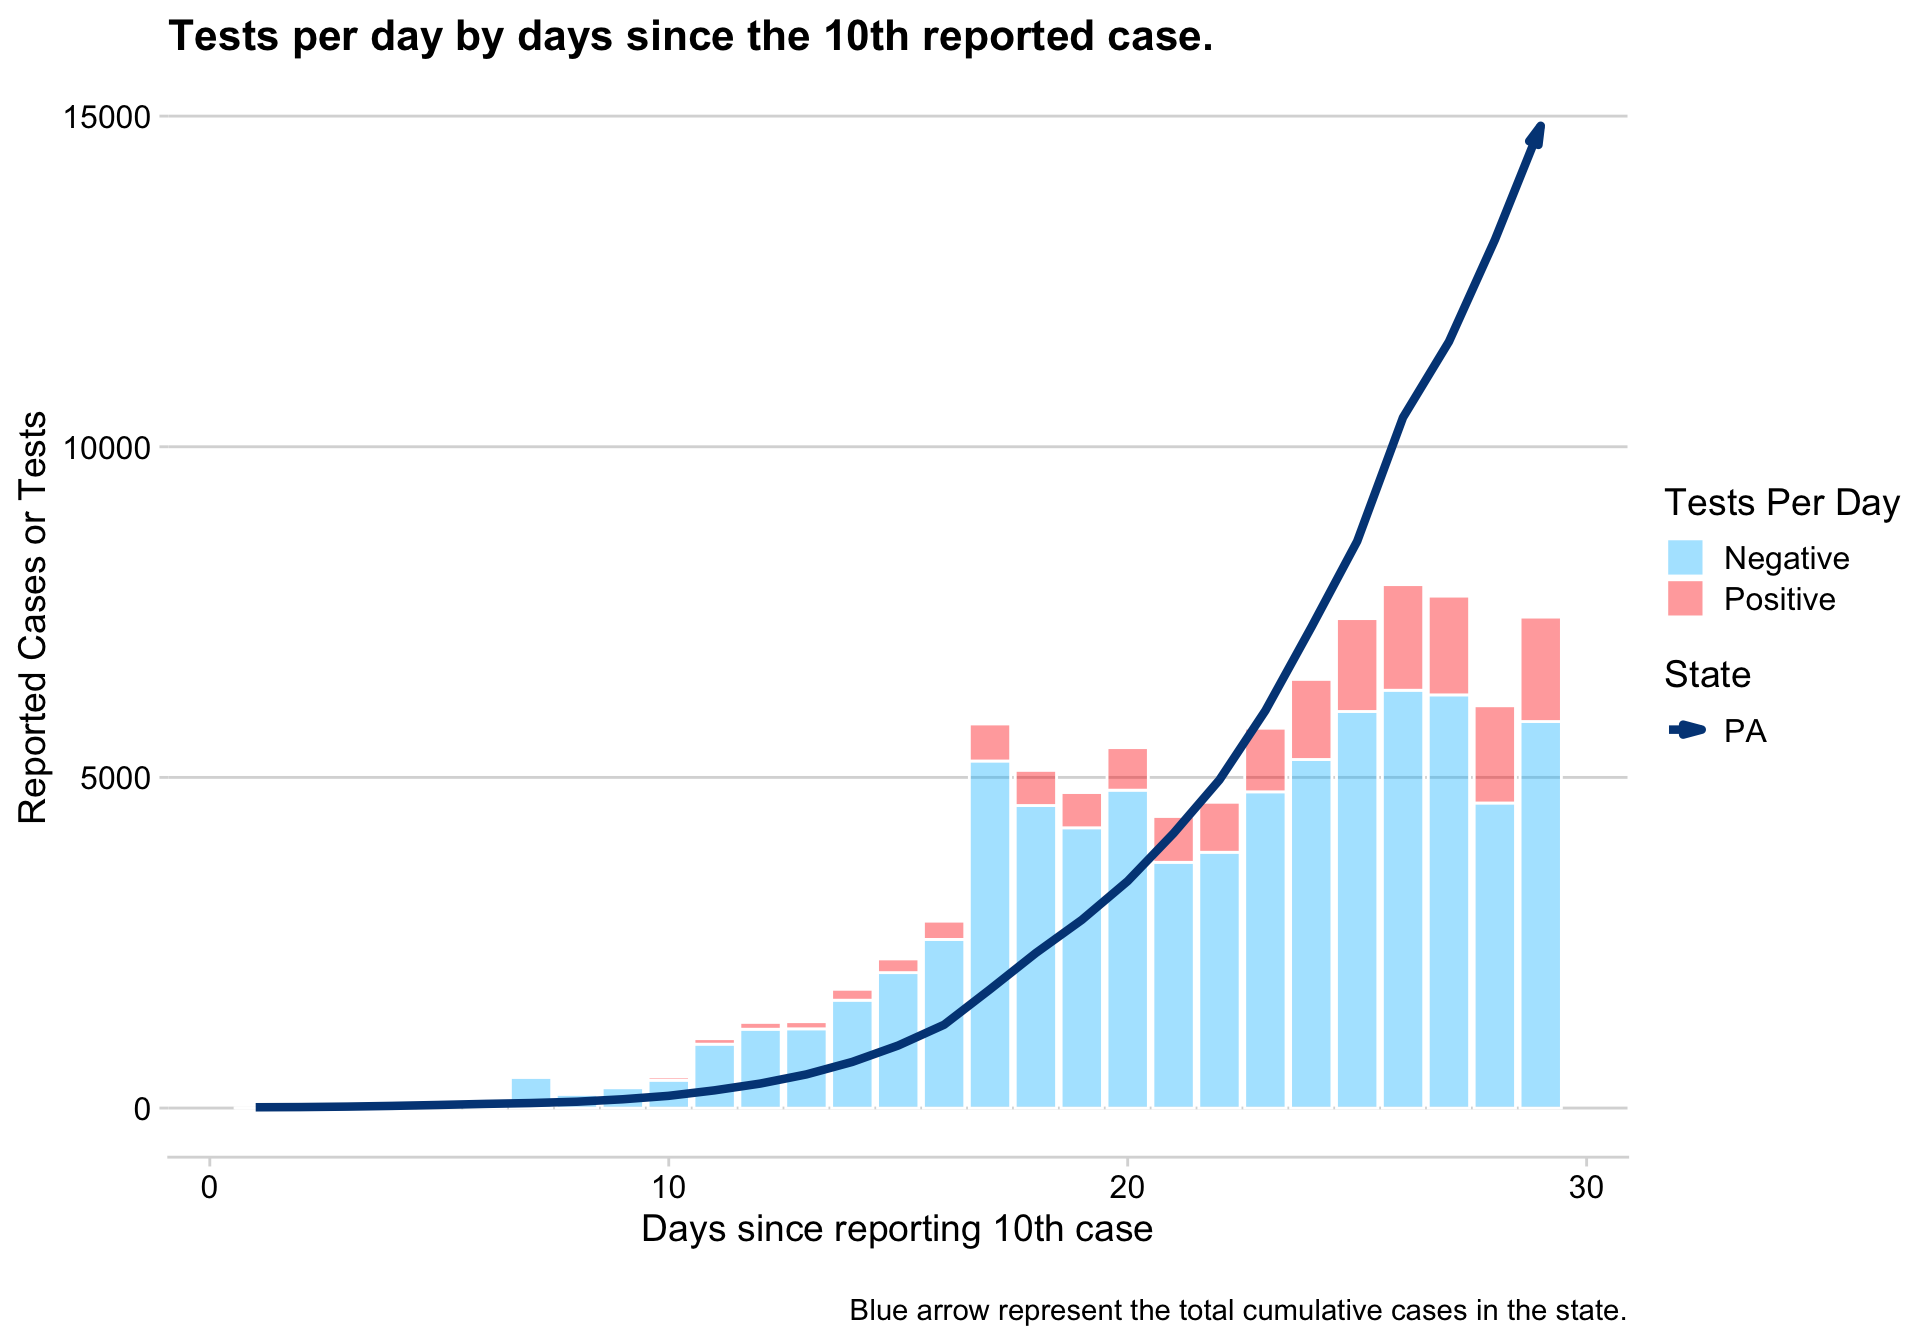 Tests per day by days since the 10th reported case.
15000
10000
5000
0
Reported Cases or Tests
0 10 20 30
Days since reporting 10th case
Tests Per Day
Negative
Positive
State
PA
Blue arrow represent the total cumulative cases in the state.